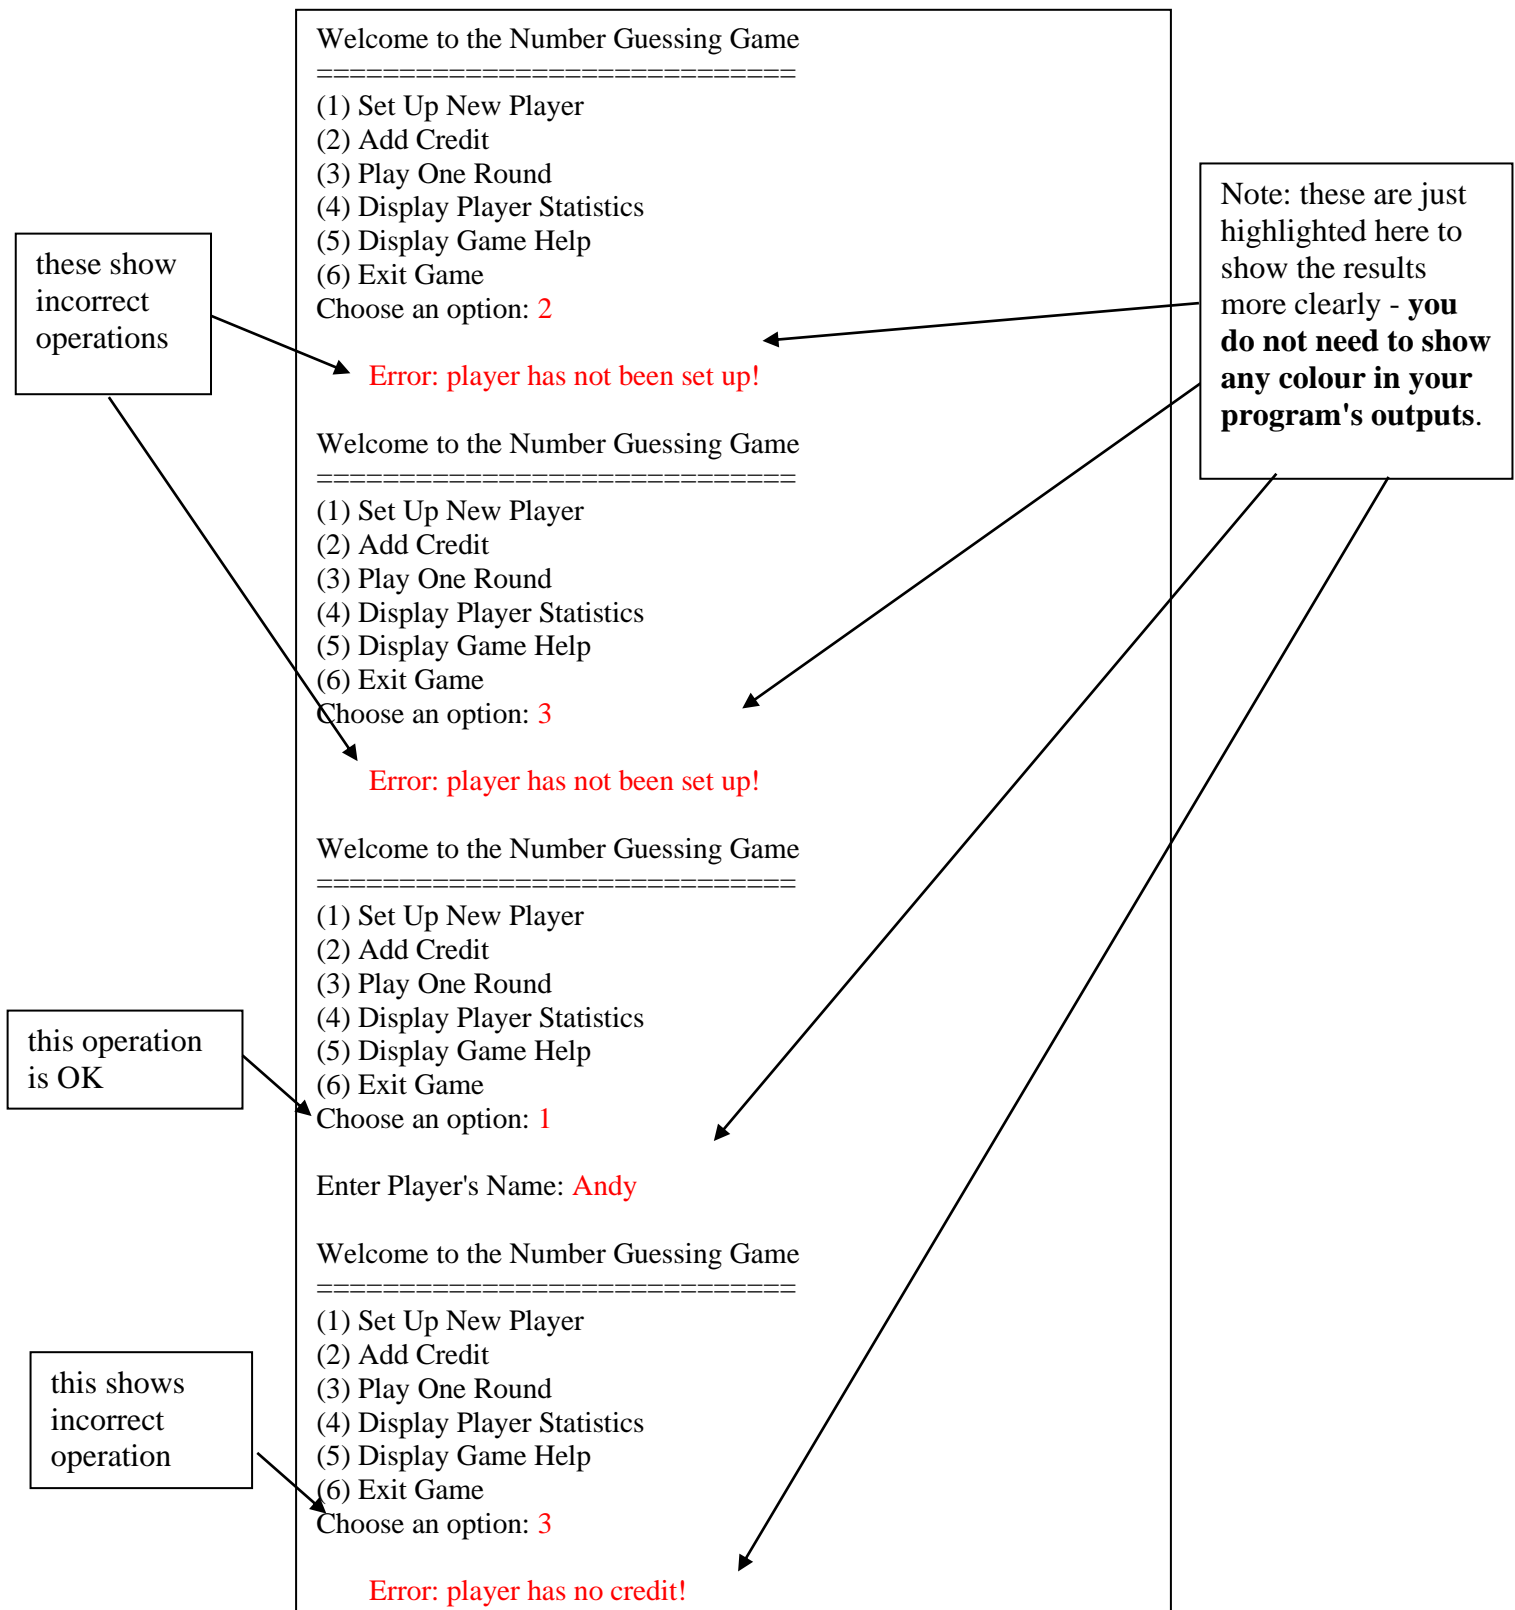 Welcome to the Number Guessing Game
=============================
(1) Set Up New Player
(2) Add Credit
(3) Play One Round
(4) Display Player Statistics
(5) Display Game Help
(6) Exit Game
Choose an option: 2
Error: player has not been set up!
these show
incorrect
operations
Note: these are just
highlighted here to
show the results
more clearly - you
do not need to show
any colour in your
program's outputs.
Welcome to the Number Guessing Game
=============================
(1) Set Up New Player
(2) Add Credit
(3) Play One Round
(4) Display Player Statistics
(5) Display Game Help
(6) Exit Game
Choose an option: 3
Error: player has not been set up!
Welcome to the Number Guessing Game
=============================
(1) Set Up New Player
(2) Add Credit
(3) Play One Round
(4) Display Player Statistics
(5) Display Game Help
(6) Exit Game
Choose an option: 1
this operation
is OK
Enter Player's Name: Andy
Welcome to the Number Guessing Game
=============================
(1) Set Up New Player
(2) Add Credit
(3) Play One Round
(4) Display Player Statistics
(5) Display Game Help
(6) Exit Game
Choose an option: 3
this shows
incorrect
operation
Error: player has no credit!